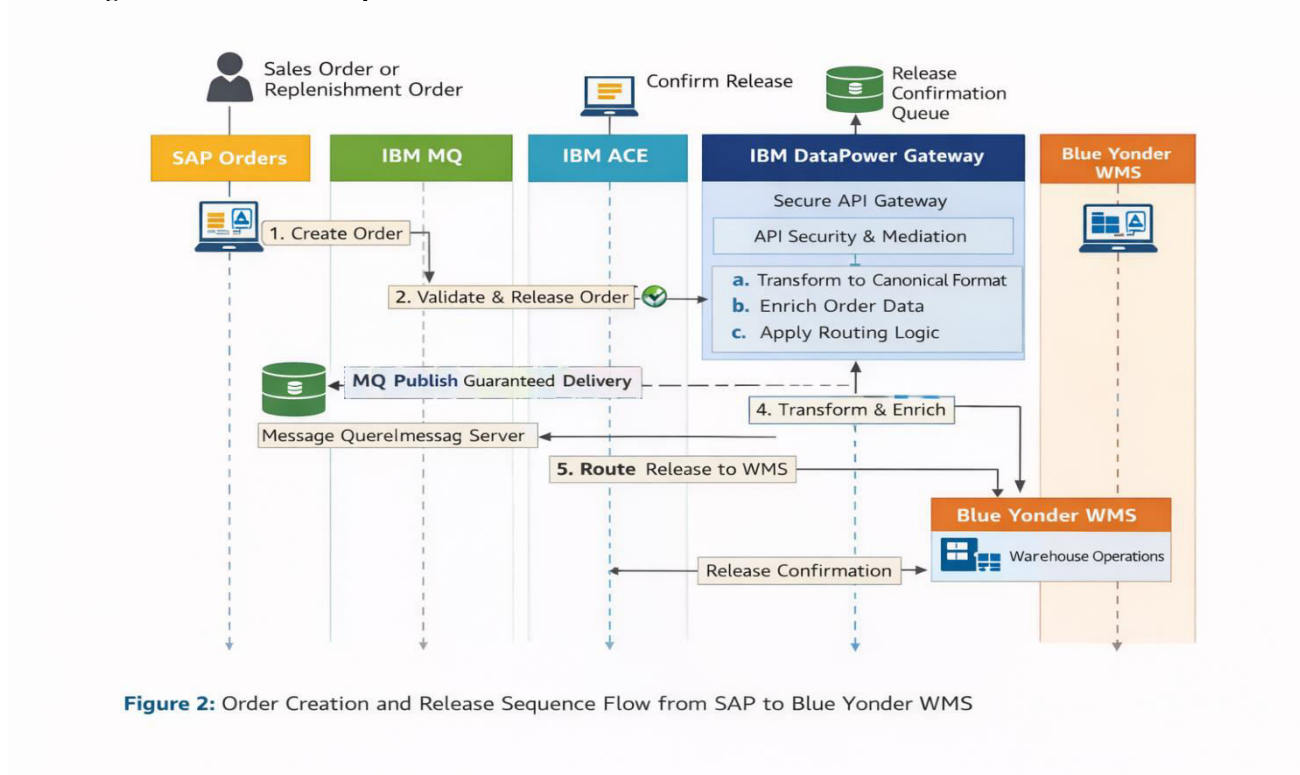 Sales Order or
Replenishment Order
Confirm Release
Release
Confirmation
Queue
SAP Orders
IBM MQ
IBM ACE
IBM DataPower Gateway
Blue Yonder
WMS
Secure API Gateway
API Security & Mediation
1. Create Order
a. Transform to Canonical Format
2. Validate & Release Order
b. Enrich Order Data
c. Apply Routing Logic
MQ Publish Guaranteed Delivery
4. Transform & Enrich
Message Querelmessag Server
5. Route Release to WMS
Blue Yonder WMS
Warehouse Operations
Release Confirmation
Figure 2: Order Creation and Release Sequence Flow from SAP to Blue Yonder WMS